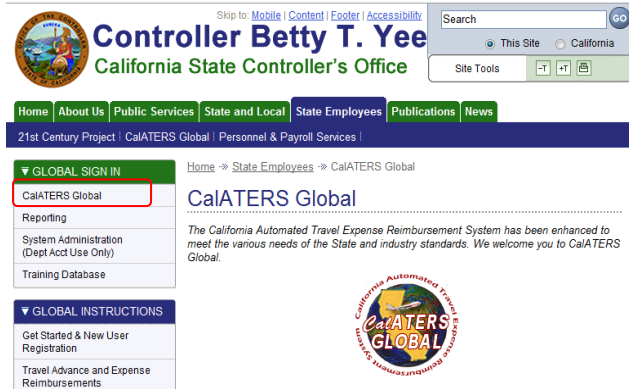 Skip to: Mobile | Content | Footer | Accessibility
Search
GO
Controller Betty T. Yee
This Site California
California State Controller's Office
Site Tools -T +T
Home About Us Public Services State and Local State Employees Publications News
21st Century Project | CalATERS Global | Personnel & Payroll Services |
GLOBAL SIGN IN
CalATERS Global
Reporting
System Administration
(Dept Acct Use Only)
Training Database
GLOBAL INSTRUCTIONS
Get Started & New User
Registration
Travel Advance and Expense
Reimbursements
Home -» State Employees -» CalATERS Global
CalATERS Global
The California Automated Travel Expense Reimbursement System has been enhanced to
meet the various needs of the State and industry standards. We welcome you to CalATERS
Global.
California Automated Travel Expense Reimbursement System
CalATERS
GLOBAL